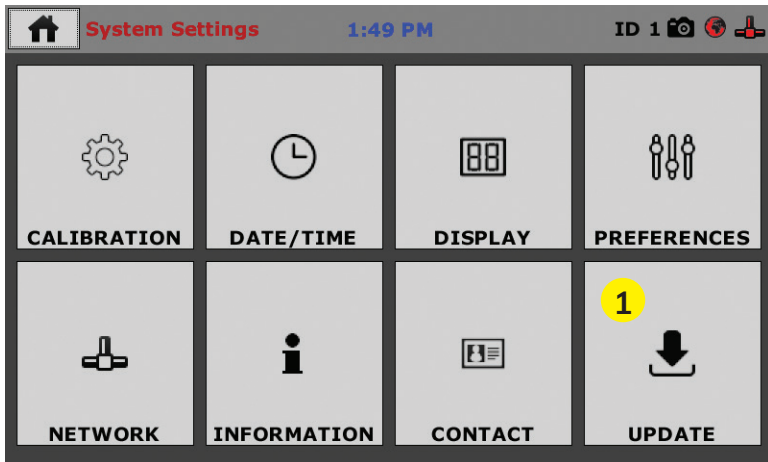 System Settings 1:49 PM ID 1
CALIBRATION DATE/TIME DISPLAY PREFERENCES
1
NETWORK INFORMATION CONTACT UPDATE